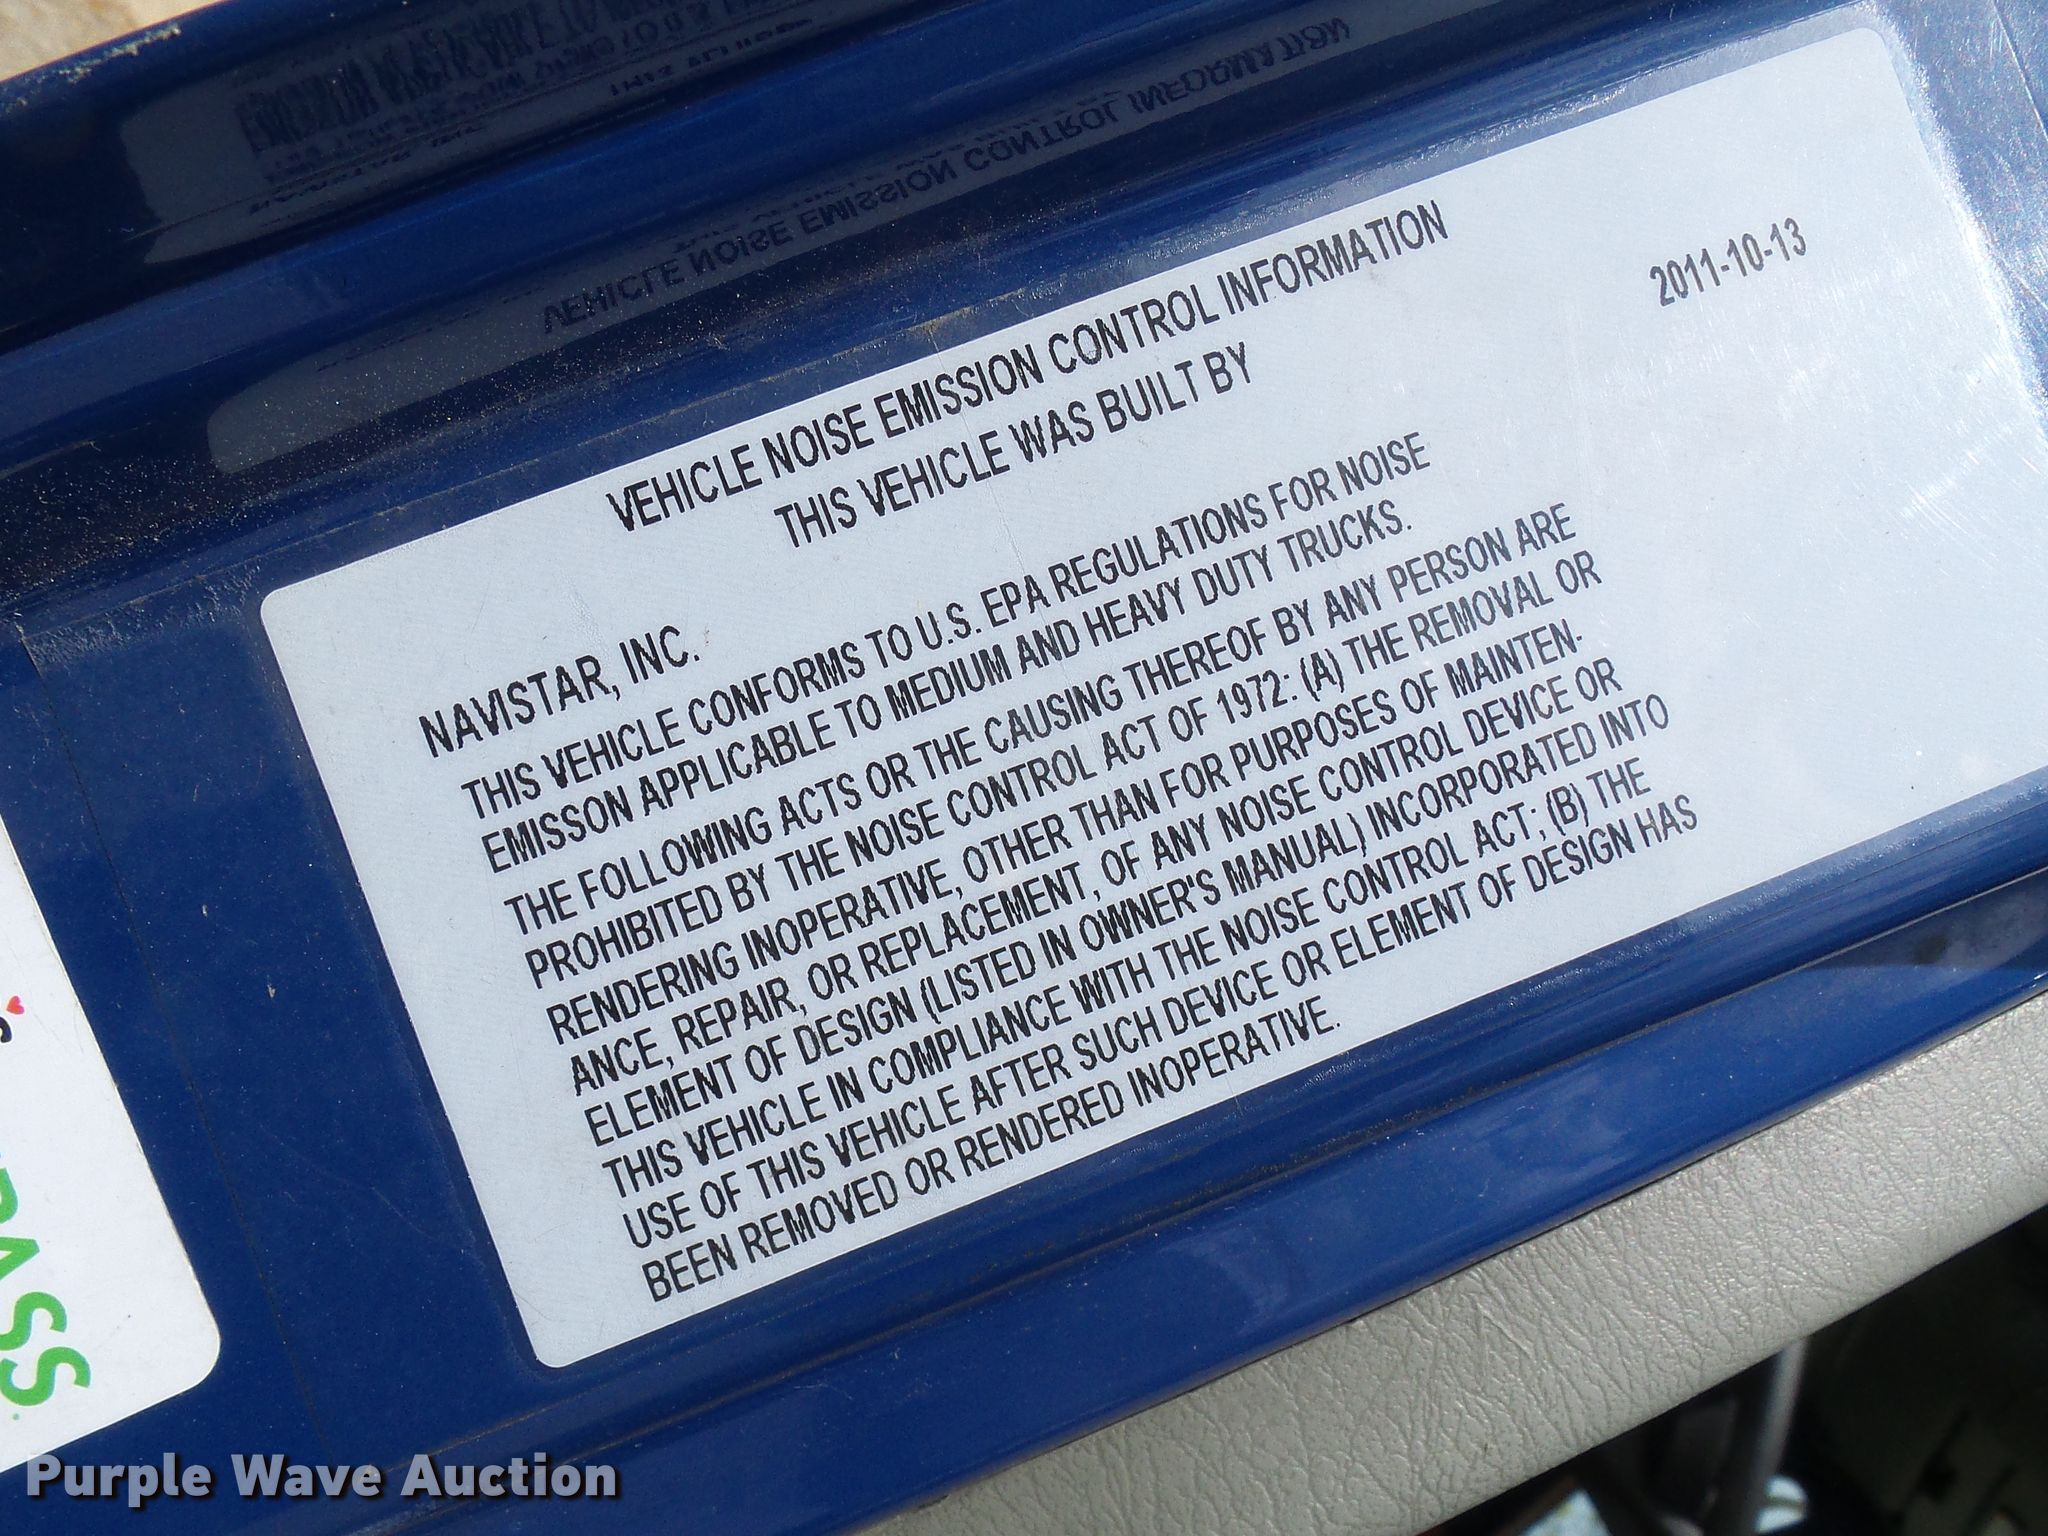 VEHICLE NOISE EMISSION CONTROL INFORMATION
THIS VEHICLE WAS BUILT BY
2011-10-13
NAVISTAR, INC.
THIS VEHICLE CONFORMS TO U.S. EPA REGULATIONS FOR NOISE
EMISSON APPLICABLE TO MEDIUM AND HEAVY DUTY TRUCKS.
THE FOLLOWING ACTS OR THE CAUSING THEREOF BY ANY PERSON ARE
PROHIBITED BY THE NOISE CONTROL ACT OF 1972: (A) THE REMOVAL OR
RENDERING INOPERATIVE, OTHER THAN FOR PURPOSES OF MAINTEN-
ANCE, REPAIR, OR REPLACEMENT, OF ANY NOISE CONTROL DEVICE OR
ELEMENT OF DESIGN (LISTED IN OWNER'S MANUAL) INCORPORATED INTO
THIS VEHICLE IN COMPLIANCE WITH THE NOISE CONTROL ACT; (B) THE
USE OF THIS VEHICLE AFTER SUCH DEVICE OR ELEMENT OF DESIGN HAS
BEEN REMOVED OR RENDERED INOPERATIVE.
Purple Wave Auction